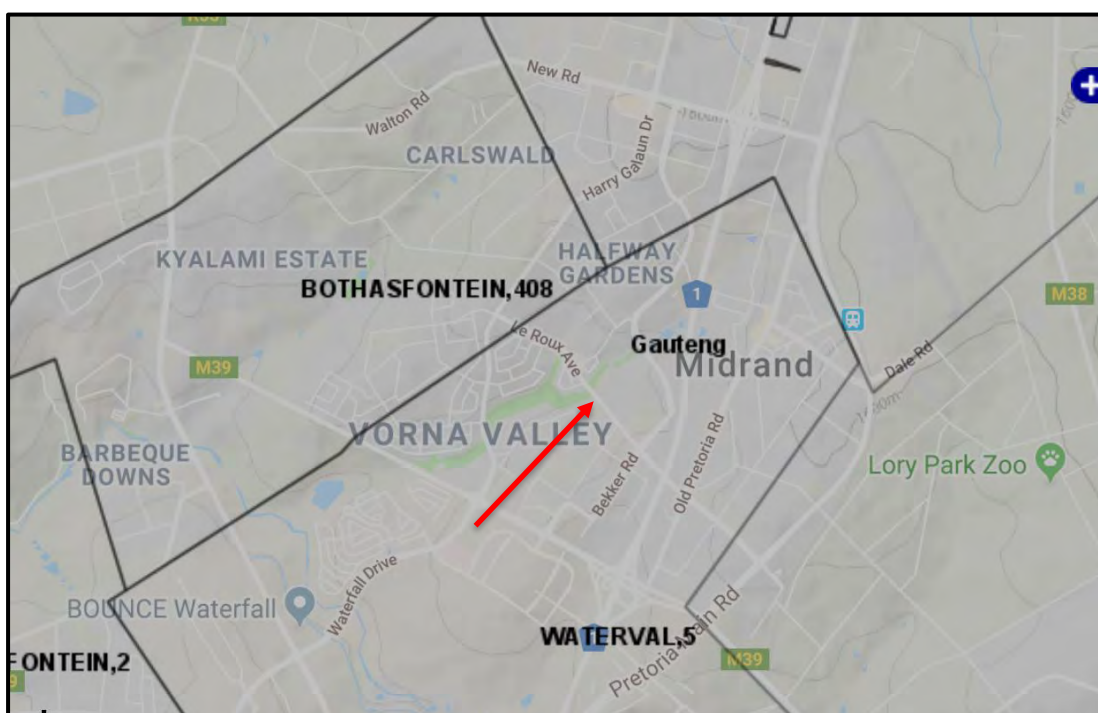 R55
New Rd
Walton Rd
CARLSWALD
Harry Galaun Dr
KYALAMI ESTATE
HALFWAY
GARDENS
BOTHASFONTEIN,408
1
M38
Le Roux Ave
Gauteng
Midrand
Dale Rd
M39
VORNA VALLEY
BARBEQUE
DOWNS
Old Pretoria Rd
Bekker Rd
Lory Park Zoo
Waterfall Drive
BOUNCE Waterfall
WATERVAL,5
Pretoria Main Rd
M39
FONTEIN,2
9